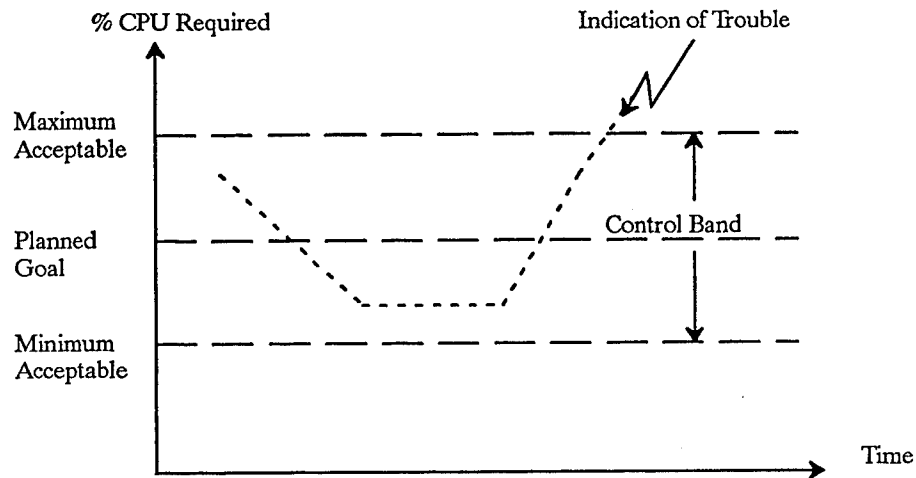 % CPU Required
Indication of Trouble
Maximum
Acceptable
Control Band
Planned
Goal
Minimum
Acceptable
Time